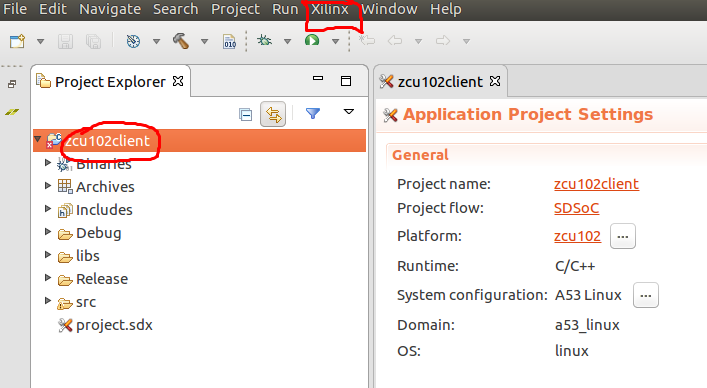 File Edit Navigate Search Project Run Xilinx Window Help
010
Project Explorer
zcu102client
Binaries
Archives
Includes
Debug
libs
Release
src
project.sdx
zcu102client
Application Project Settings
General
Project name: zcu102client
Project flow: SDSoC
Platform: zcu102 ...
Runtime: C/C++
System configuration: A53 Linux ...
Domain: a53_linux
OS: linux